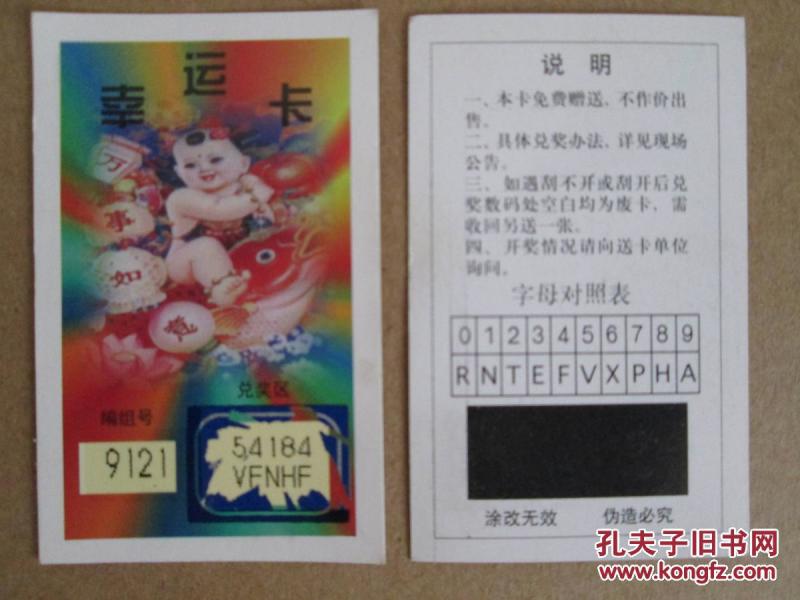 幸运卡
万
事
如
意
兑奖区
编组号
9121
54184
VFNHF
说 明
一、本卡免费赠送、不作价出
售。
二、具体兑奖办法、详见现场
公告。
三、如遇刮不开或刮开后兑
奖数码处空白均为废卡、需
收回另送一张。
四、开奖情况请向送卡单位
询问。
字母对照表
0 1 2 3 4 5 6 7 8 9
R N T E F V X P H A
涂改无效 伪造必究
孔夫子旧书网
www.kongfz.com